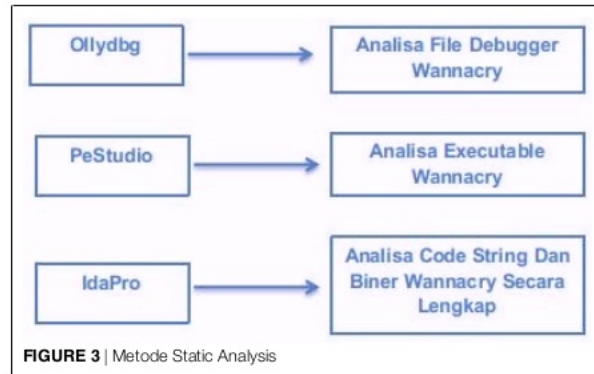 Ollydbg
Analisa File Debugger
Wannacry
PeStudio
Analisa Executable
Wannacry
IdaPro
Analisa Code String Dan
Biner Wannacry Secara
Lengkap
FIGURE 3 | Metode Static Analysis